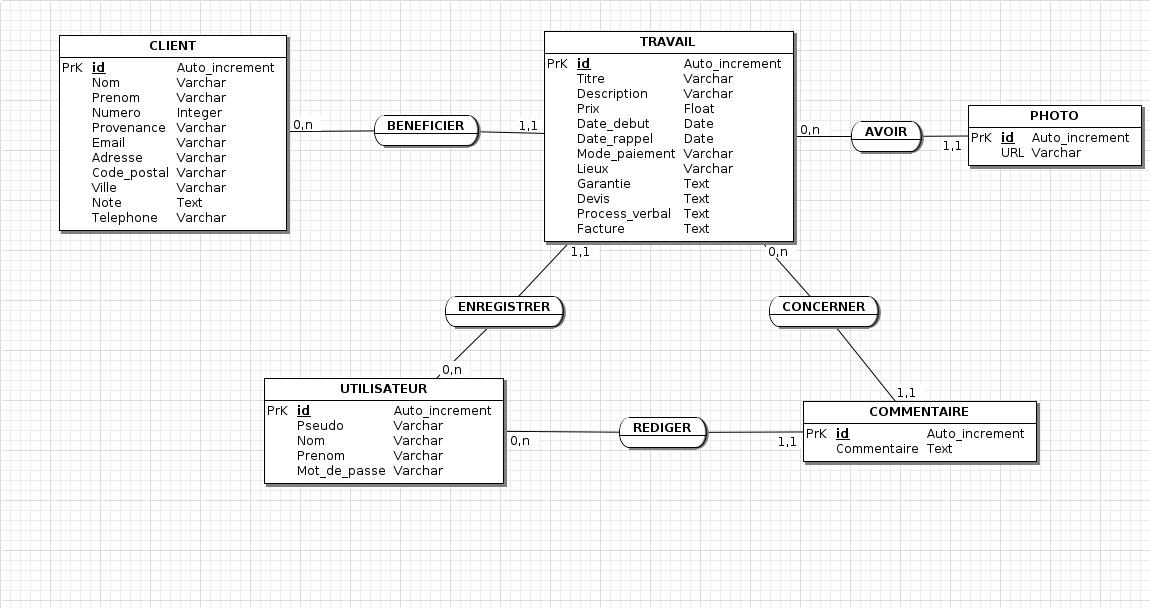 CLIENT
PrK id Auto_increment
Nom Varchar
Prenom Varchar
Numero Integer
Provenance Varchar
Email Varchar
Adresse Varchar
Code_postal Varchar
Ville Varchar
Note Text
Telephone Varchar
0,n
BENEFICIER
1,1
TRAVAIL
PrK id Auto_increment
Titre Varchar
Description Varchar
Prix Float
Date_debut Date
Date_rappel Date
Mode_paiement Varchar
Lieux Varchar
Garantie Text
Devis Text
Process_verbal Text
Facture Text
0,n
AVOIR
1,1
PHOTO
PrK id Auto_increment
URL Varchar
1,1
ENREGISTRER
0,n
0,n
CONCERNER
1,1
UTILISATEUR
PrK id Auto_increment
Pseudo Varchar
Nom Varchar
Prenom Varchar
Mot_de_passe Varchar
0,n
REDIGER
1,1
COMMENTAIRE
PrK id Auto_increment
Commentaire Text